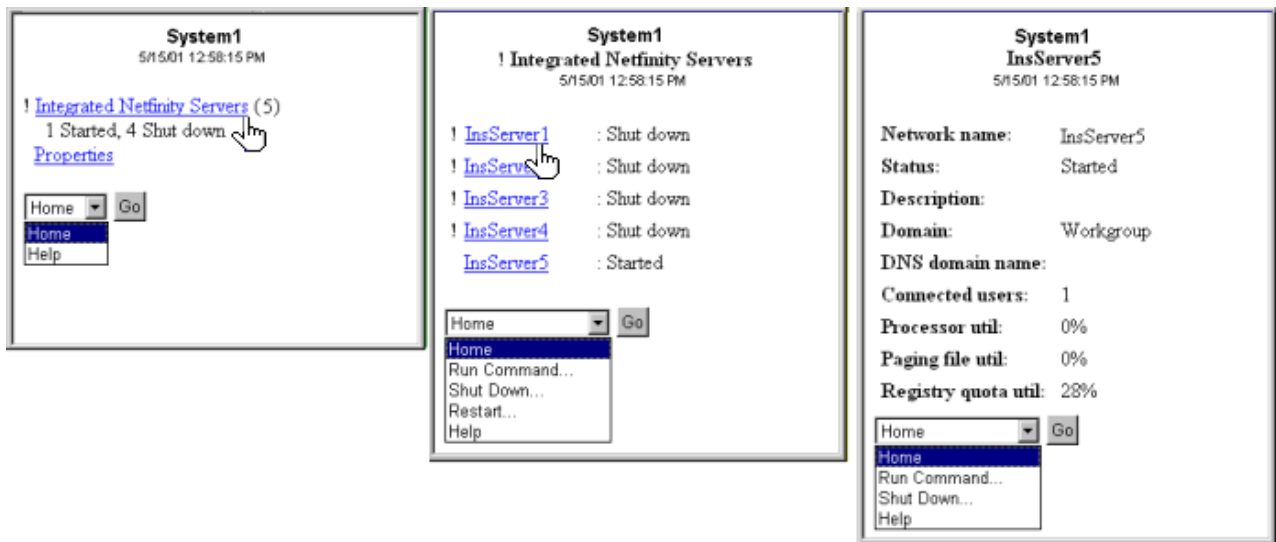 System1
5/15/01 12:58:15 PM
! Integrated Netfinity Servers (5)
1 Started, 4 Shut down
Properties
Home Go
Home
Help
System1
! Integrated Netfinity Servers
5/15/01 12:58:15 PM
! InsServer1 : Shut down
! InsServe : Shut down
! InsServer3 : Shut down
! InsServer4 : Shut down
InsServer5 : Started
Home Go
Home
Run Command...
Shut Down...
Restart...
Help
System1
InsServer5
5/15/01 12:58:15 PM
Network name: InsServer5
Status: Started
Description:
Domain: Workgroup
DNS domain name:
Connected users: 1
Processor util: 0%
Paging file util: 0%
Registry quota util: 28%
Home Go
Home
Run Command...
Shut Down...
Help